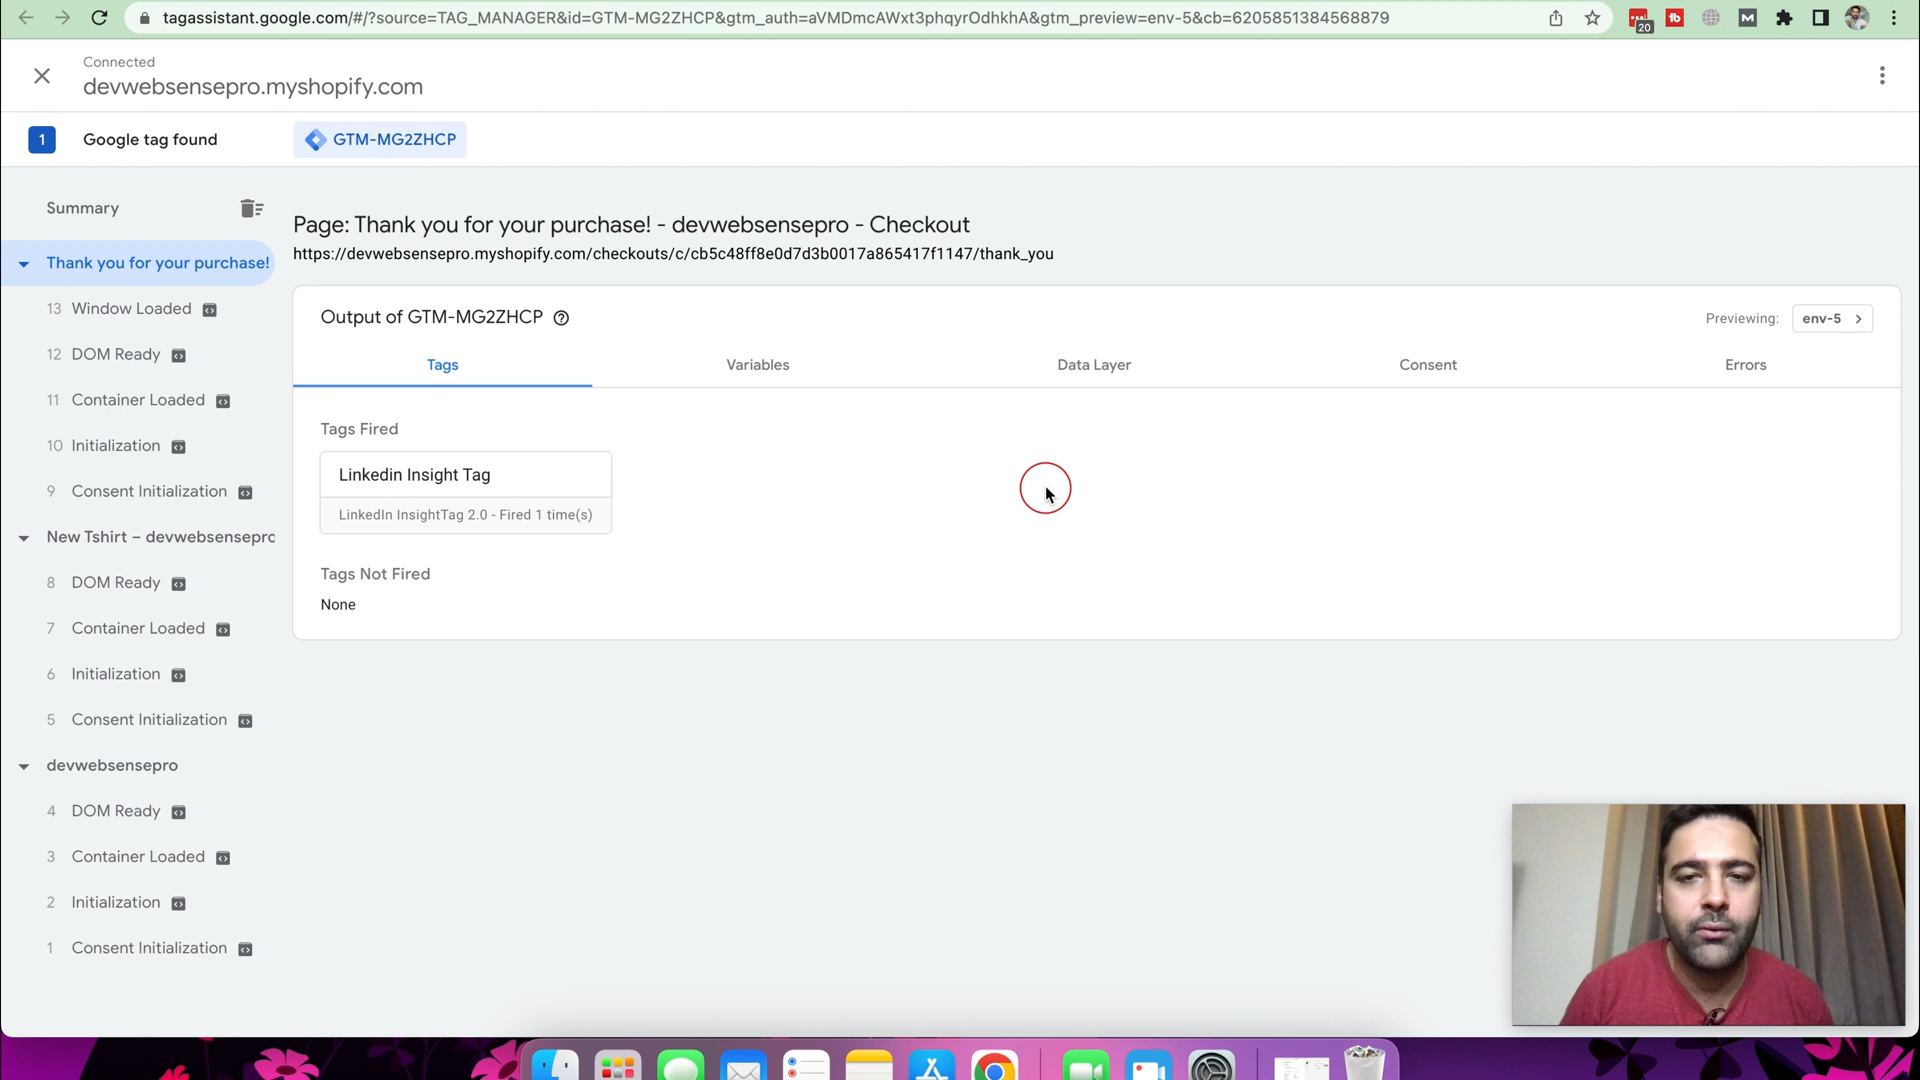 tagassistant.google.com/#/?source=TAG_MANAGER&id=GTM-MG2ZHCP&gtm_auth=aVMDmcAWxt3phqyrOdhkhA&gtm_preview=env-5&cb=6205851384568879
20
Connected
devwebsensepro.myshopify.com
1 Google tag found GTM-MG2ZHCP
Summary
Thank you for your purchase!
13 Window Loaded
12 DOM Ready
11 Container Loaded
10 Initialization
9 Consent Initialization
New Tshirt – devwebsensepro
8 DOM Ready
7 Container Loaded
6 Initialization
5 Consent Initialization
devwebsensepro
4 DOM Ready
3 Container Loaded
2 Initialization
1 Consent Initialization
Page: Thank you for your purchase! - devwebsensepro - Checkout
https://devwebsensepro.myshopify.com/checkouts/c/cb5c48ff8e0d7d3b0017a865417f1147/thank_you
Output of GTM-MG2ZHCP
Previewing: env-5
Tags Variables Data Layer Consent Errors
Tags Fired
Linkedin Insight Tag
LinkedIn InsightTag 2.0 - Fired 1 time(s)
Tags Not Fired
None